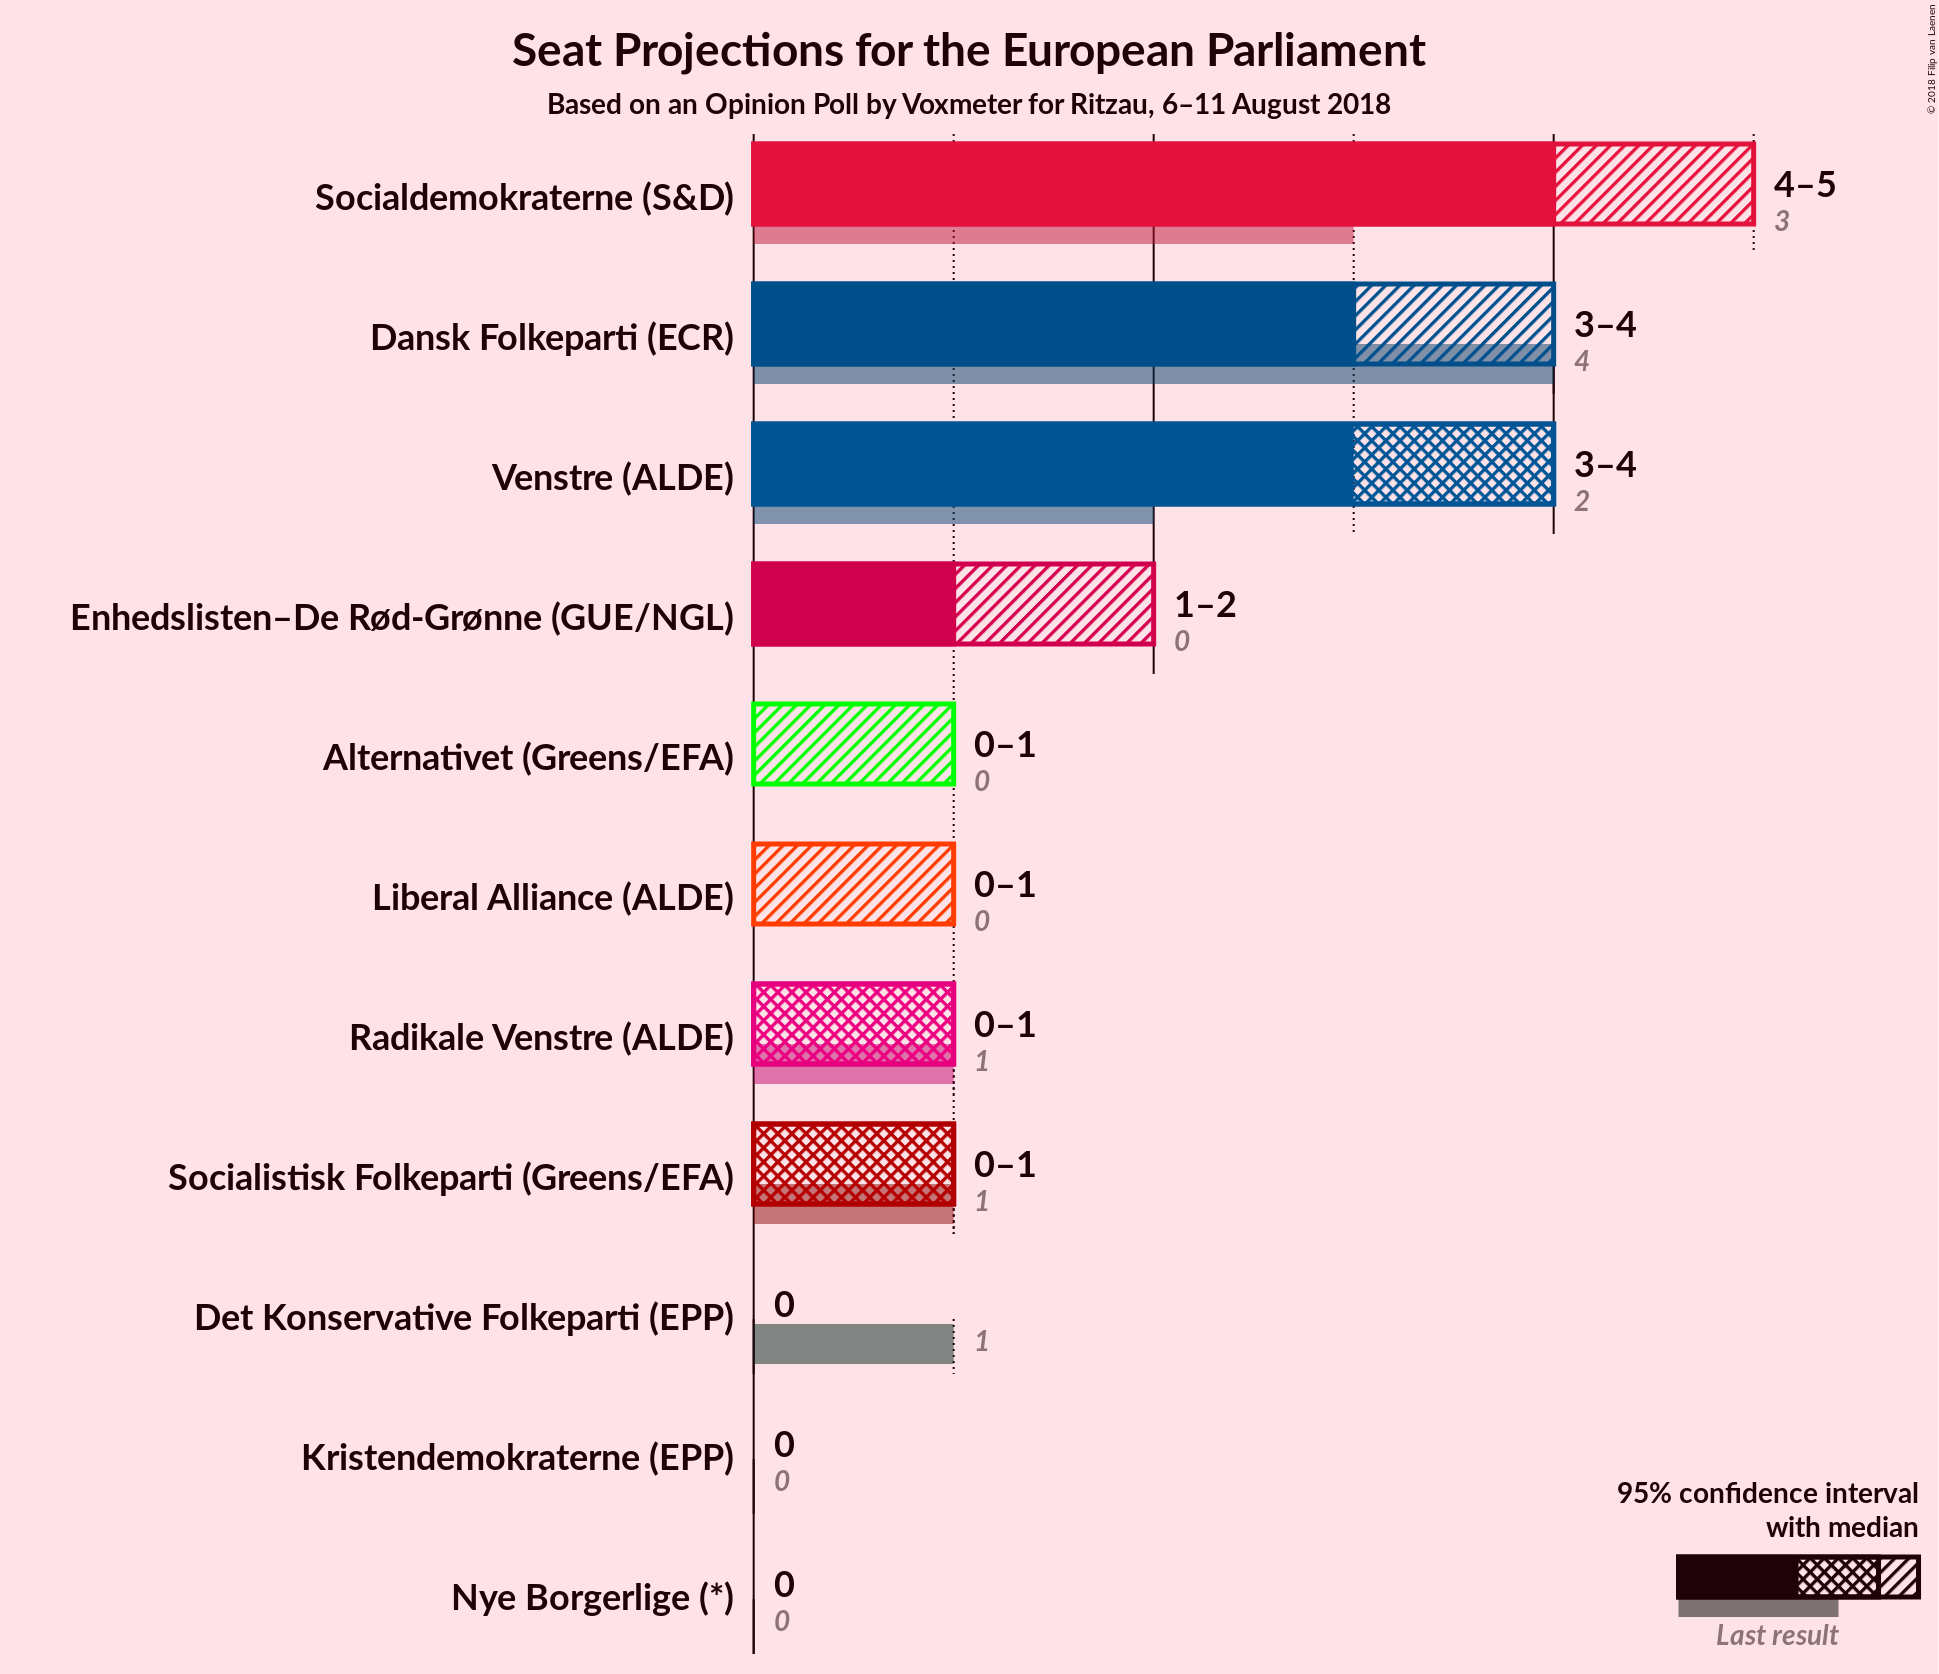 Seat Projections for the European Parliament
Based on an Opinion Poll by Voxmeter for Ritzau, 6–11 August 2018
© 2018 Filip van Laenen
Socialdemokraterne (S&D)
4–5
3
Dansk Folkeparti (ECR)
3–4
4
Venstre (ALDE)
3–4
2
Enhedslisten–De Rød-Grønne (GUE/NGL)
1–2
0
Alternativet (Greens/EFA)
0–1
0
Liberal Alliance (ALDE)
0–1
0
Radikale Venstre (ALDE)
0–1
1
Socialistisk Folkeparti (Greens/EFA)
0–1
1
Det Konservative Folkeparti (EPP)
0
1
Kristendemokraterne (EPP)
0
0
Nye Borgerlige (*)
0
0
95% confidence interval
with median
Last result